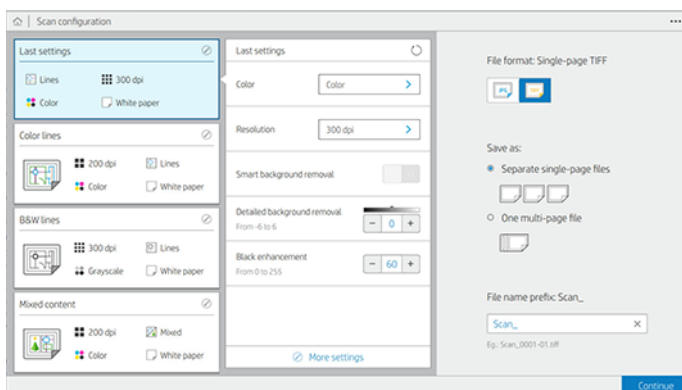 Scan configuration
Last settings
Lines
300 dpi
Color
White paper
Color lines
200 dpi
Lines
Color
White paper
B&W lines
300 dpi
Lines
Grayscale
White paper
Mixed content
200 dpi
Mixed
Color
White paper
Last settings
Color
Color
Resolution
300 dpi
Smart background removal
Detailed background removal
From -6 to 6
- 0 +
Black enhancement
From 0 to 255
- 60 +
More settings
File format: Single-page TIFF
Save as:
Separate single-page files
One multi-page file
File name prefix: Scan_
Scan_
Eg.: Scan_0001-01.tiff
Continue